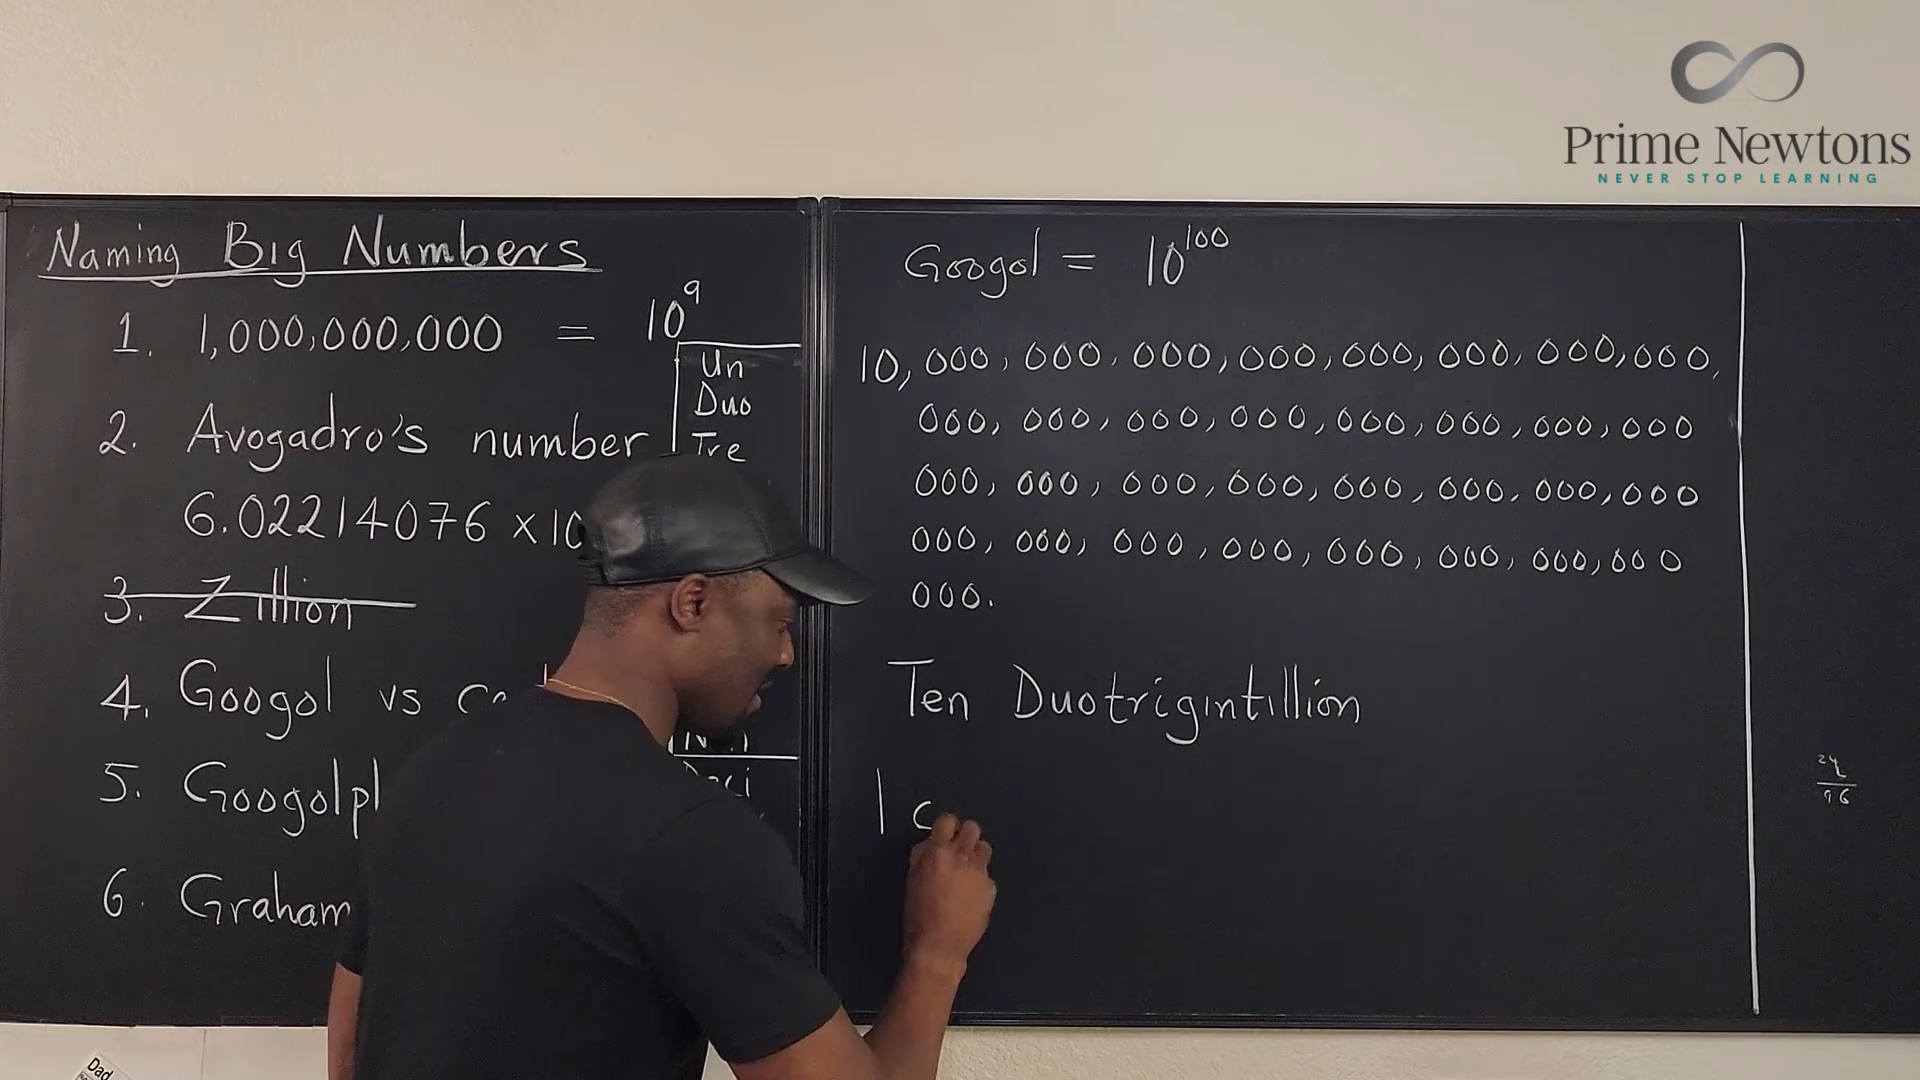 Prime Newtons
NEVER STOP LEARNING
Naming Big Numbers
1. 1,000,000,000 = 10^9
Un
Duo
Tre
2. Avogadro's number
6.02214076 x 10
3. Zillion
4. Googol vs
5. Googolpl
6. Graham
Googol = 10^100
10,000,000,000,000,000,000,000,000,
000,000,000,000,000,000,000,000
000,000,000,000,000,000,000,000
000,000,000,000,000,000,000,000
000.
Ten Duotrigintillion
1 c
24
96
Dad